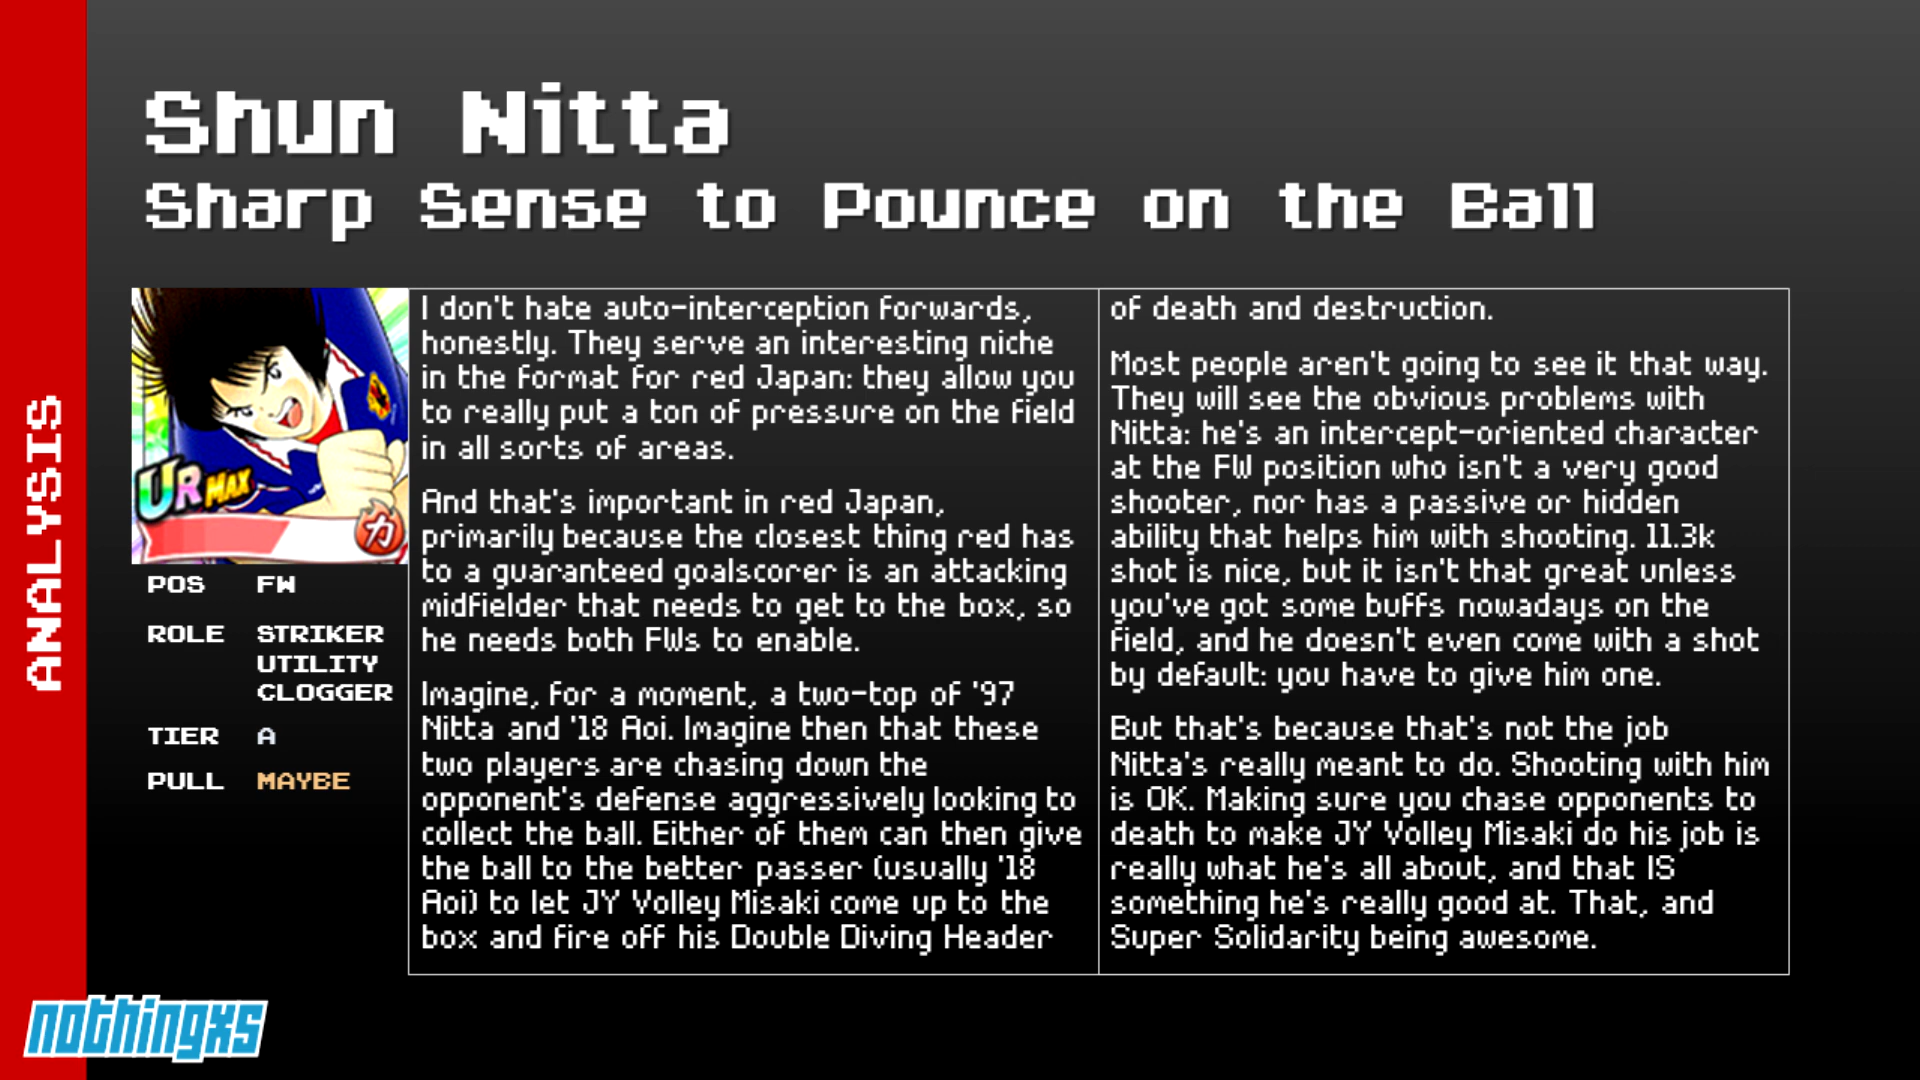 Shun Nitta
Sharp Sense to Pounce on the Ball
ANALYSIS
UR MAX
力
POS FW
ROLE STRIKER
UTILITY
CLOGGER
TIER A
PULL MAYBE
I don't hate auto-interception forwards,
honestly. They serve an interesting niche
in the format for red Japan: they allow you
to really put a ton of pressure on the field
in all sorts of areas.
And that's important in red Japan,
primarily because the closest thing red has
to a guaranteed goalscorer is an attacking
midfielder that needs to get to the box, so
he needs both FWs to enable.
Imagine, for a moment, a two-top of '97
Nitta and '18 Aoi. Imagine then that these
two players are chasing down the
opponent's defense aggressively looking to
collect the ball. Either of them can then give
the ball to the better passer (usually '18
Aoi) to let JY Volley Misaki come up to the
box and fire off his Double Diving Header
of death and destruction.
Most people aren't going to see it that way.
They will see the obvious problems with
Nitta: he's an intercept-oriented character
at the FW position who isn't a very good
shooter, nor has a passive or hidden
ability that helps him with shooting. 11.3k
shot is nice, but it isn't that great unless
you've got some buffs nowadays on the
field, and he doesn't even come with a shot
by default: you have to give him one.
But that's because that's not the job
Nitta's really meant to do. Shooting with him
is OK. Making sure you chase opponents to
death to make JY Volley Misaki do his job is
really what he's all about, and that IS
something he's really good at. That, and
Super Solidarity being awesome.
nothingxs